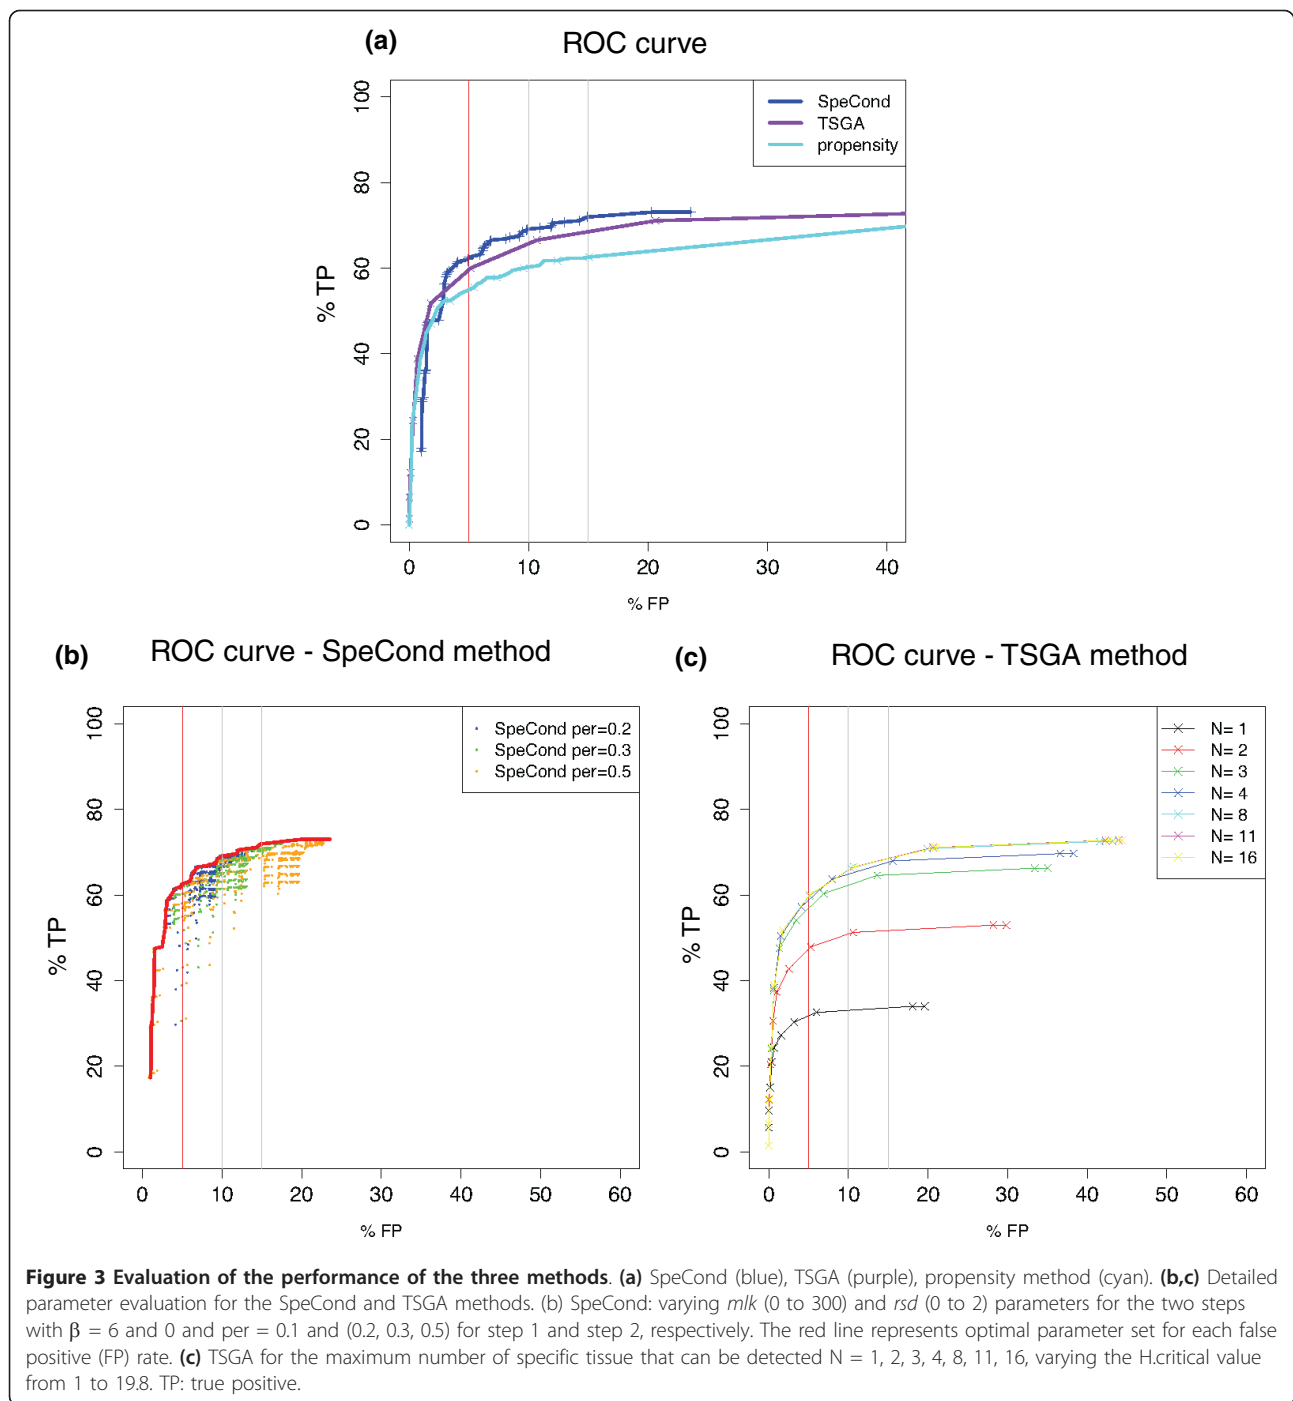 (a)
ROC curve
100
80
60
40
20
0
% TP
SpeCond
TSGA
propensity
0 10 20 30 40
% FP
(b)
ROC curve - SpeCond method
100
80
60
40
20
0
% TP
SpeCond per=0.2
SpeCond per=0.3
SpeCond per=0.5
0 10 20 30 40 50 60
% FP
(c)
ROC curve - TSGA method
100
80
60
40
20
0
% TP
N= 1
N= 2
N= 3
N= 4
N= 8
N= 11
N= 16
0 10 20 30 40 50 60
% FP
Figure 3 Evaluation of the performance of the three methods. (a) SpeCond (blue), TSGA (purple), propensity method (cyan). (b,c) Detailed
parameter evaluation for the SpeCond and TSGA methods. (b) SpeCond: varying mlk (0 to 300) and rsd (0 to 2) parameters for the two steps
with β = 6 and 0 and per = 0.1 and (0.2, 0.3, 0.5) for step 1 and step 2, respectively. The red line represents optimal parameter set for each false
positive (FP) rate. (c) TSGA for the maximum number of specific tissue that can be detected N = 1, 2, 3, 4, 8, 11, 16, varying the H.critical value
from 1 to 19.8. TP: true positive.